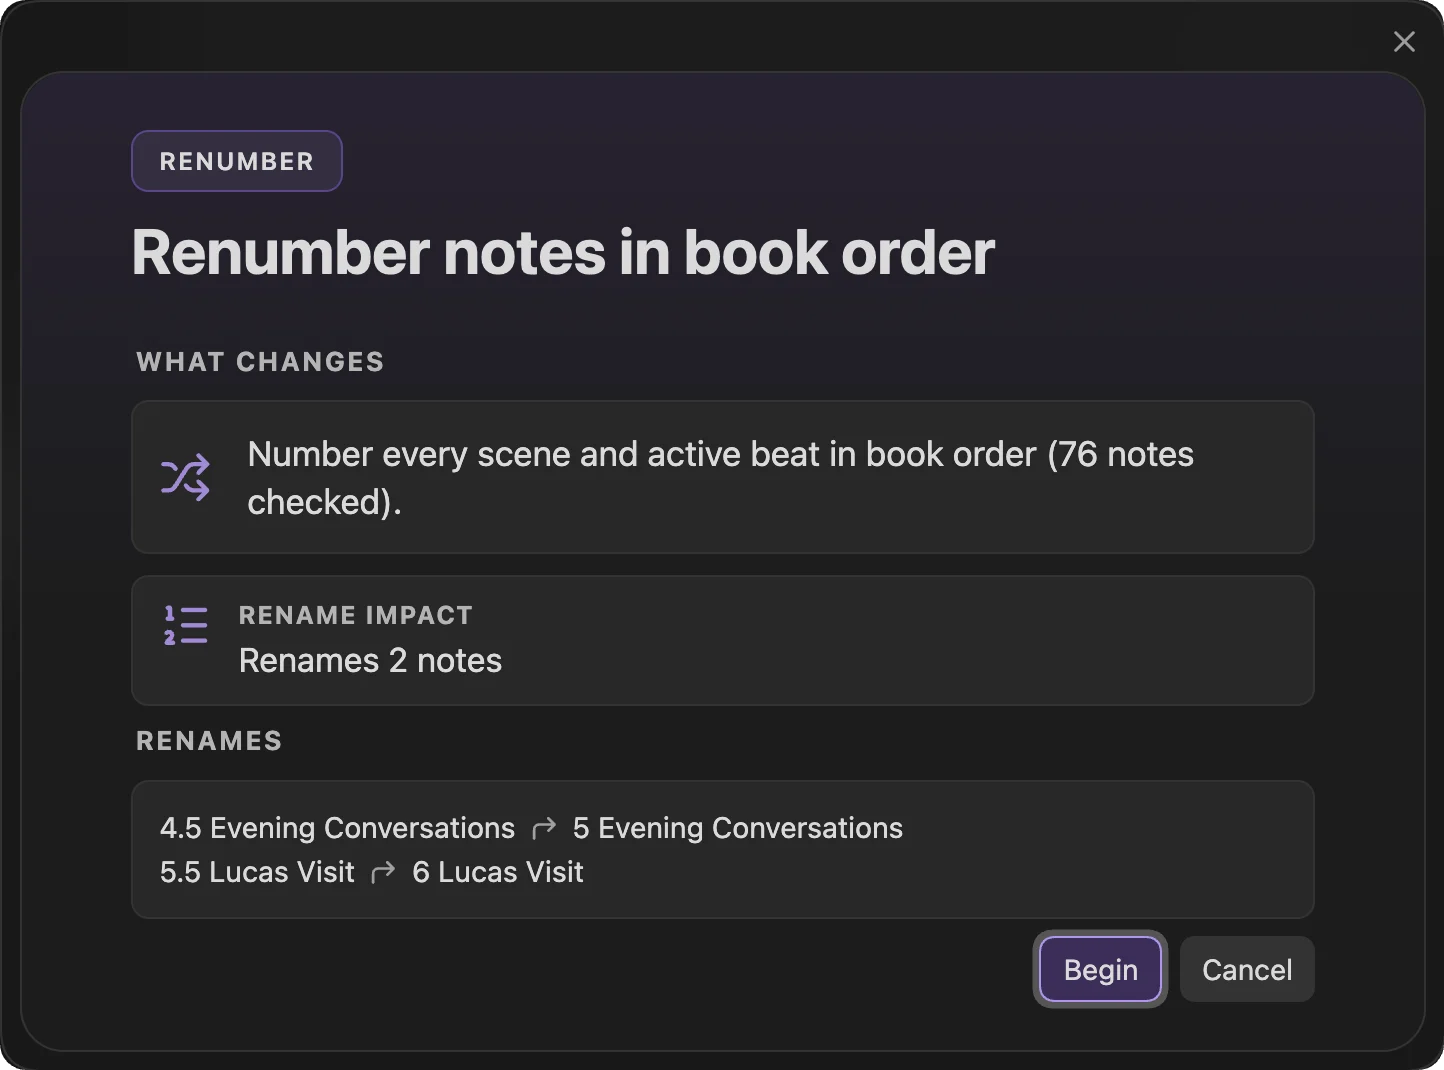 RENUMBER
Renumber notes in book order
WHAT CHANGES
Number every scene and active beat in book order (76 notes
checked).
RENAME IMPACT
Renames 2 notes
RENAMES
4.5 Evening Conversations 5 Evening Conversations
5.5 Lucas Visit 6 Lucas Visit
Begin Cancel